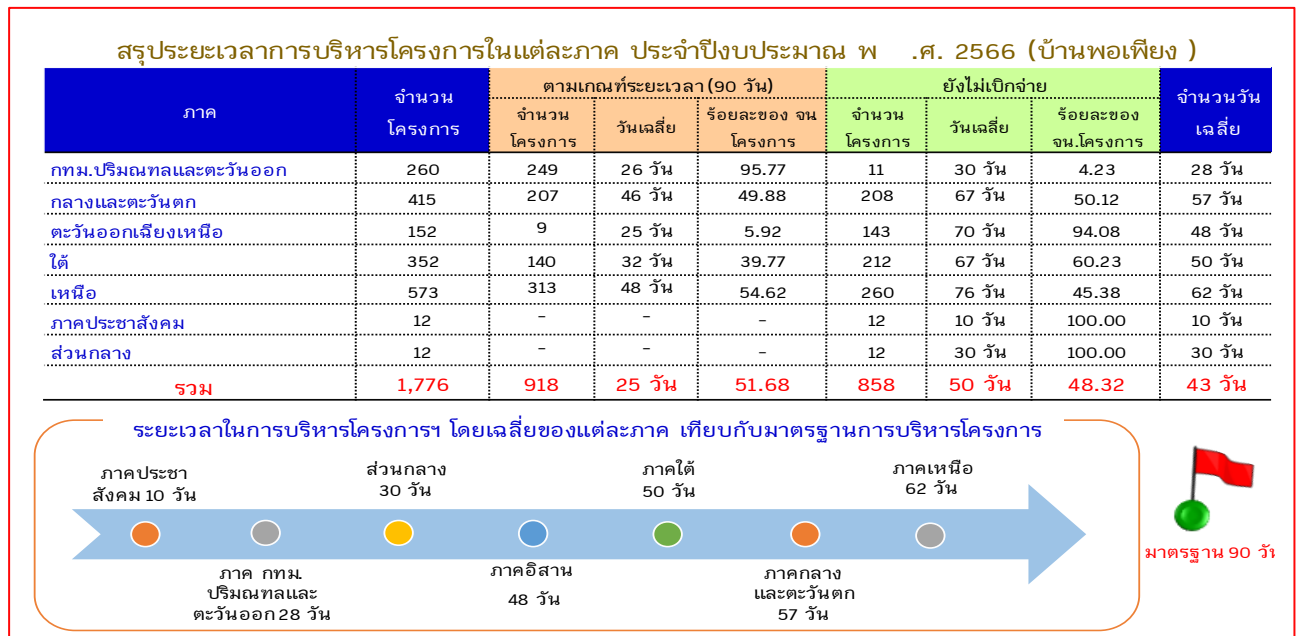 สรุประยะเวลาการบริหารโครงการในแต่ละภาค ประจำปีงบประมาณ พ .ศ. 2566 (บ้านพอเพียง )
ภาค จำนวน โครงการ ตามเกณฑ์ระยะเวลา (90 วัน) ยังไม่เบิกจ่าย จำนวนวัน เฉลี่ย
จำนวน โครงการ วันเฉลี่ย ร้อยละของ จน โครงการ จำนวน โครงการ วันเฉลี่ย ร้อยละของ จน.โครงการ
กทม.ปริมณฑลและตะวันออก 260 249 26 วัน 95.77 11 30 วัน 4.23 28 วัน
กลางและตะวันตก 415 207 46 วัน 49.88 208 67 วัน 50.12 57 วัน
ตะวันออกเฉียงเหนือ 152 9 25 วัน 5.92 143 70 วัน 94.08 48 วัน
ใต้ 352 140 32 วัน 39.77 212 67 วัน 60.23 50 วัน
เหนือ 573 313 48 วัน 54.62 260 76 วัน 45.38 62 วัน
ภาคประชาสังคม 12 - - - 12 10 วัน 100.00 10 วัน
ส่วนกลาง 12 - - - 12 30 วัน 100.00 30 วัน
รวม 1,776 918 25 วัน 51.68 858 50 วัน 48.32 43 วัน
ระยะเวลาในการบริหารโครงการฯ โดยเฉลี่ยของแต่ละภาค เทียบกับมาตรฐานการบริหารโครงการ
ภาคประชา
สังคม 10 วัน
ส่วนกลาง
30 วัน
ภาคใต้
50 วัน
ภาคเหนือ
62 วัน
ภาค กทม.
ปริมณฑลและ
ตะวันออก 28 วัน
ภาคอิสาน
48 วัน
ภาคกลาง
และตะวันตก
57 วัน
มาตรฐาน 90 วัน